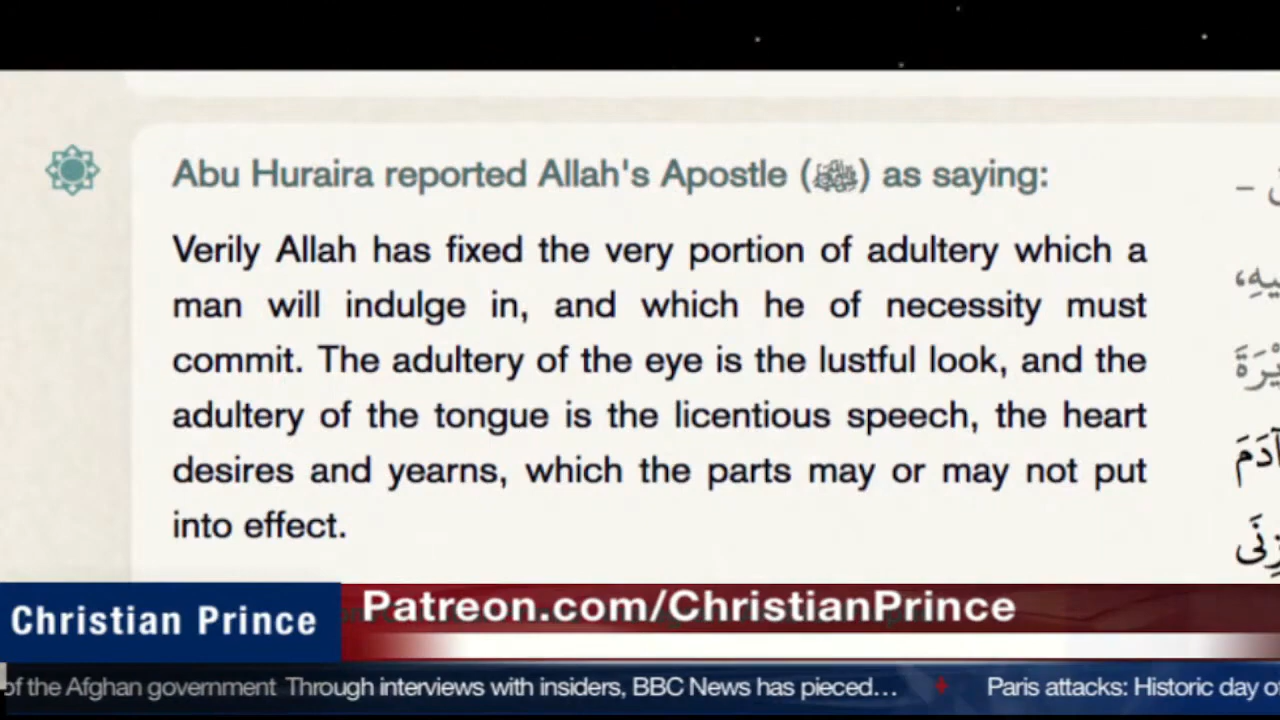 Abu Huraira reported Allah's Apostle (ﷺ) as saying:
Verily Allah has fixed the very portion of adultery which a
man will indulge in, and which he of necessity must
commit. The adultery of the eye is the lustful look, and the
adultery of the tongue is the licentious speech, the heart
desires and yearns, which the parts may or may not put
into effect.
Christian Prince
Patreon.com/ChristianPrince
of the Afghan government Through interviews with insiders, BBC News has pieced... Paris attacks: Historic day of